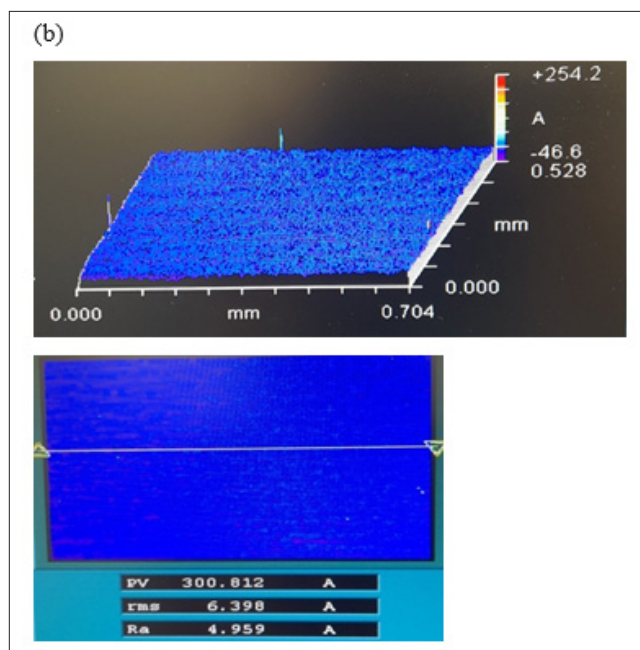 (b)
+254.2
A
-46.6
0.528
mm
0.000
0.000 mm 0.704
PV 300.812 A
rms 6.398 A
Ra 4.959 A